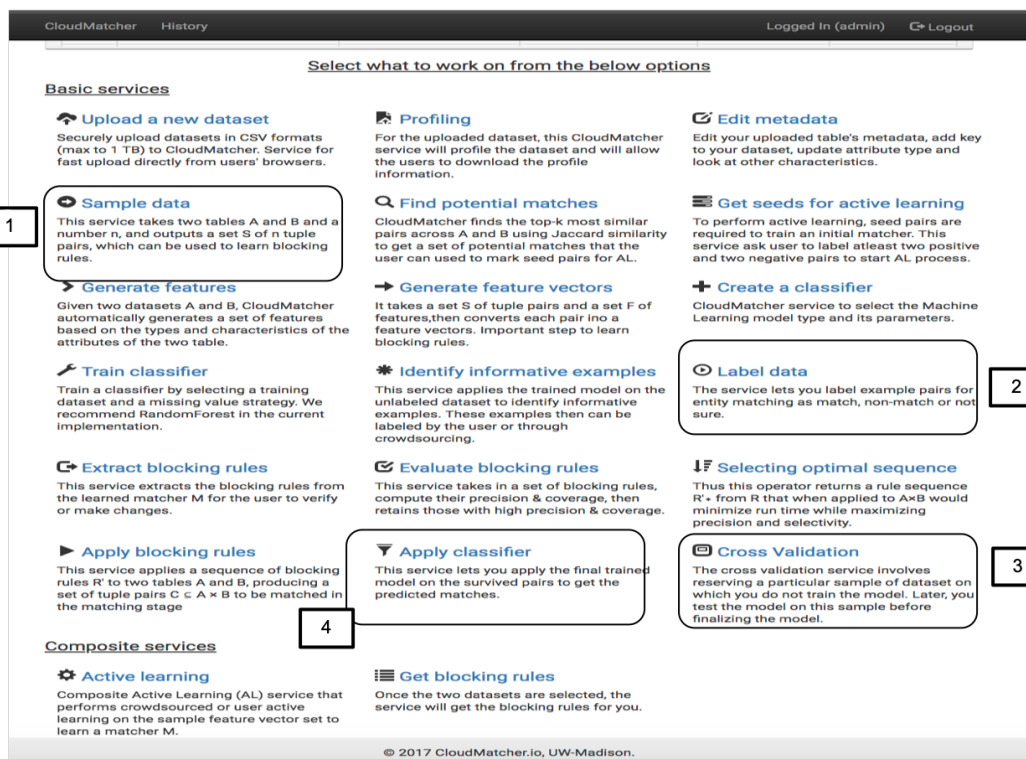 CloudMatcher History Logged In (admin) Logout
Select what to work on from the below options
Basic services
Upload a new dataset
Securely upload datasets in CSV formats
(max to 1 TB) to CloudMatcher. Service for
fast upload directly from users' browsers.
Profiling
For the uploaded dataset, this CloudMatcher
service will profile the dataset and will allow
the users to download the profile
information.
Edit metadata
Edit your uploaded table's metadata, add key
to your dataset, update attribute type and
look at other characteristics.
1
Sample data
This service takes two tables A and B and a
number n, and outputs a set S of n tuple
pairs, which can be used to learn blocking
rules.
Find potential matches
CloudMatcher finds the top-k most similar
pairs across A and B using Jaccard similarity
to get a set of potential matches that the
user can used to mark seed pairs for AL.
Get seeds for active learning
To perform active learning, seed pairs are
required to train an initial matcher. This
service ask user to label atleast two positive
and two negative pairs to start AL process.
Generate features
Given two datasets A and B, CloudMatcher
automatically generates a set of features
based on the types and characteristics of the
attributes of the two table.
Generate feature vectors
It takes a set S of tuple pairs and a set F of
features,then converts each pair ino a
feature vectors. Important step to learn
blocking rules.
Create a classifier
CloudMatcher service to select the Machine
Learning model type and its parameters.
Train classifier
Train a classifier by selecting a training
dataset and a missing value strategy. We
recommend RandomForest in the current
implementation.
Identify informative examples
This service applies the trained model on the
unlabeled dataset to identify informative
examples. These examples then can be
labeled by the user or through
crowdsourcing.
Label data
The service lets you label example pairs for
entity matching as match, non-match or not
sure.
2
Extract blocking rules
This service extracts the blocking rules from
the learned matcher M for the user to verify
or make changes.
Evaluate blocking rules
This service takes in a set of blocking rules,
compute their precision & coverage, then
retains those with high precision & coverage.
Selecting optimal sequence
Thus this operator returns a rule sequence
R'* from R that when applied to A×B would
minimize run time while maximizing
precision and selectivity.
Apply blocking rules
This service applies a sequence of blocking
rules R' to two tables A and B, producing a
set of tuple pairs C ⊆ A × B to be matched in
the matching stage
Apply classifier
This service lets you apply the final trained
model on the survived pairs to get the
predicted matches.
4
Cross Validation
The cross validation service involves
reserving a particular sample of dataset on
which you do not train the model. Later, you
test the model on this sample before
finalizing the model.
3
Composite services
Active learning
Composite Active Learning (AL) service that
performs crowdsourced or user active
learning on the sample feature vector set to
learn a matcher M.
Get blocking rules
Once the two datasets are selected, the
service will get the blocking rules for you.
© 2017 CloudMatcher.io, UW-Madison.